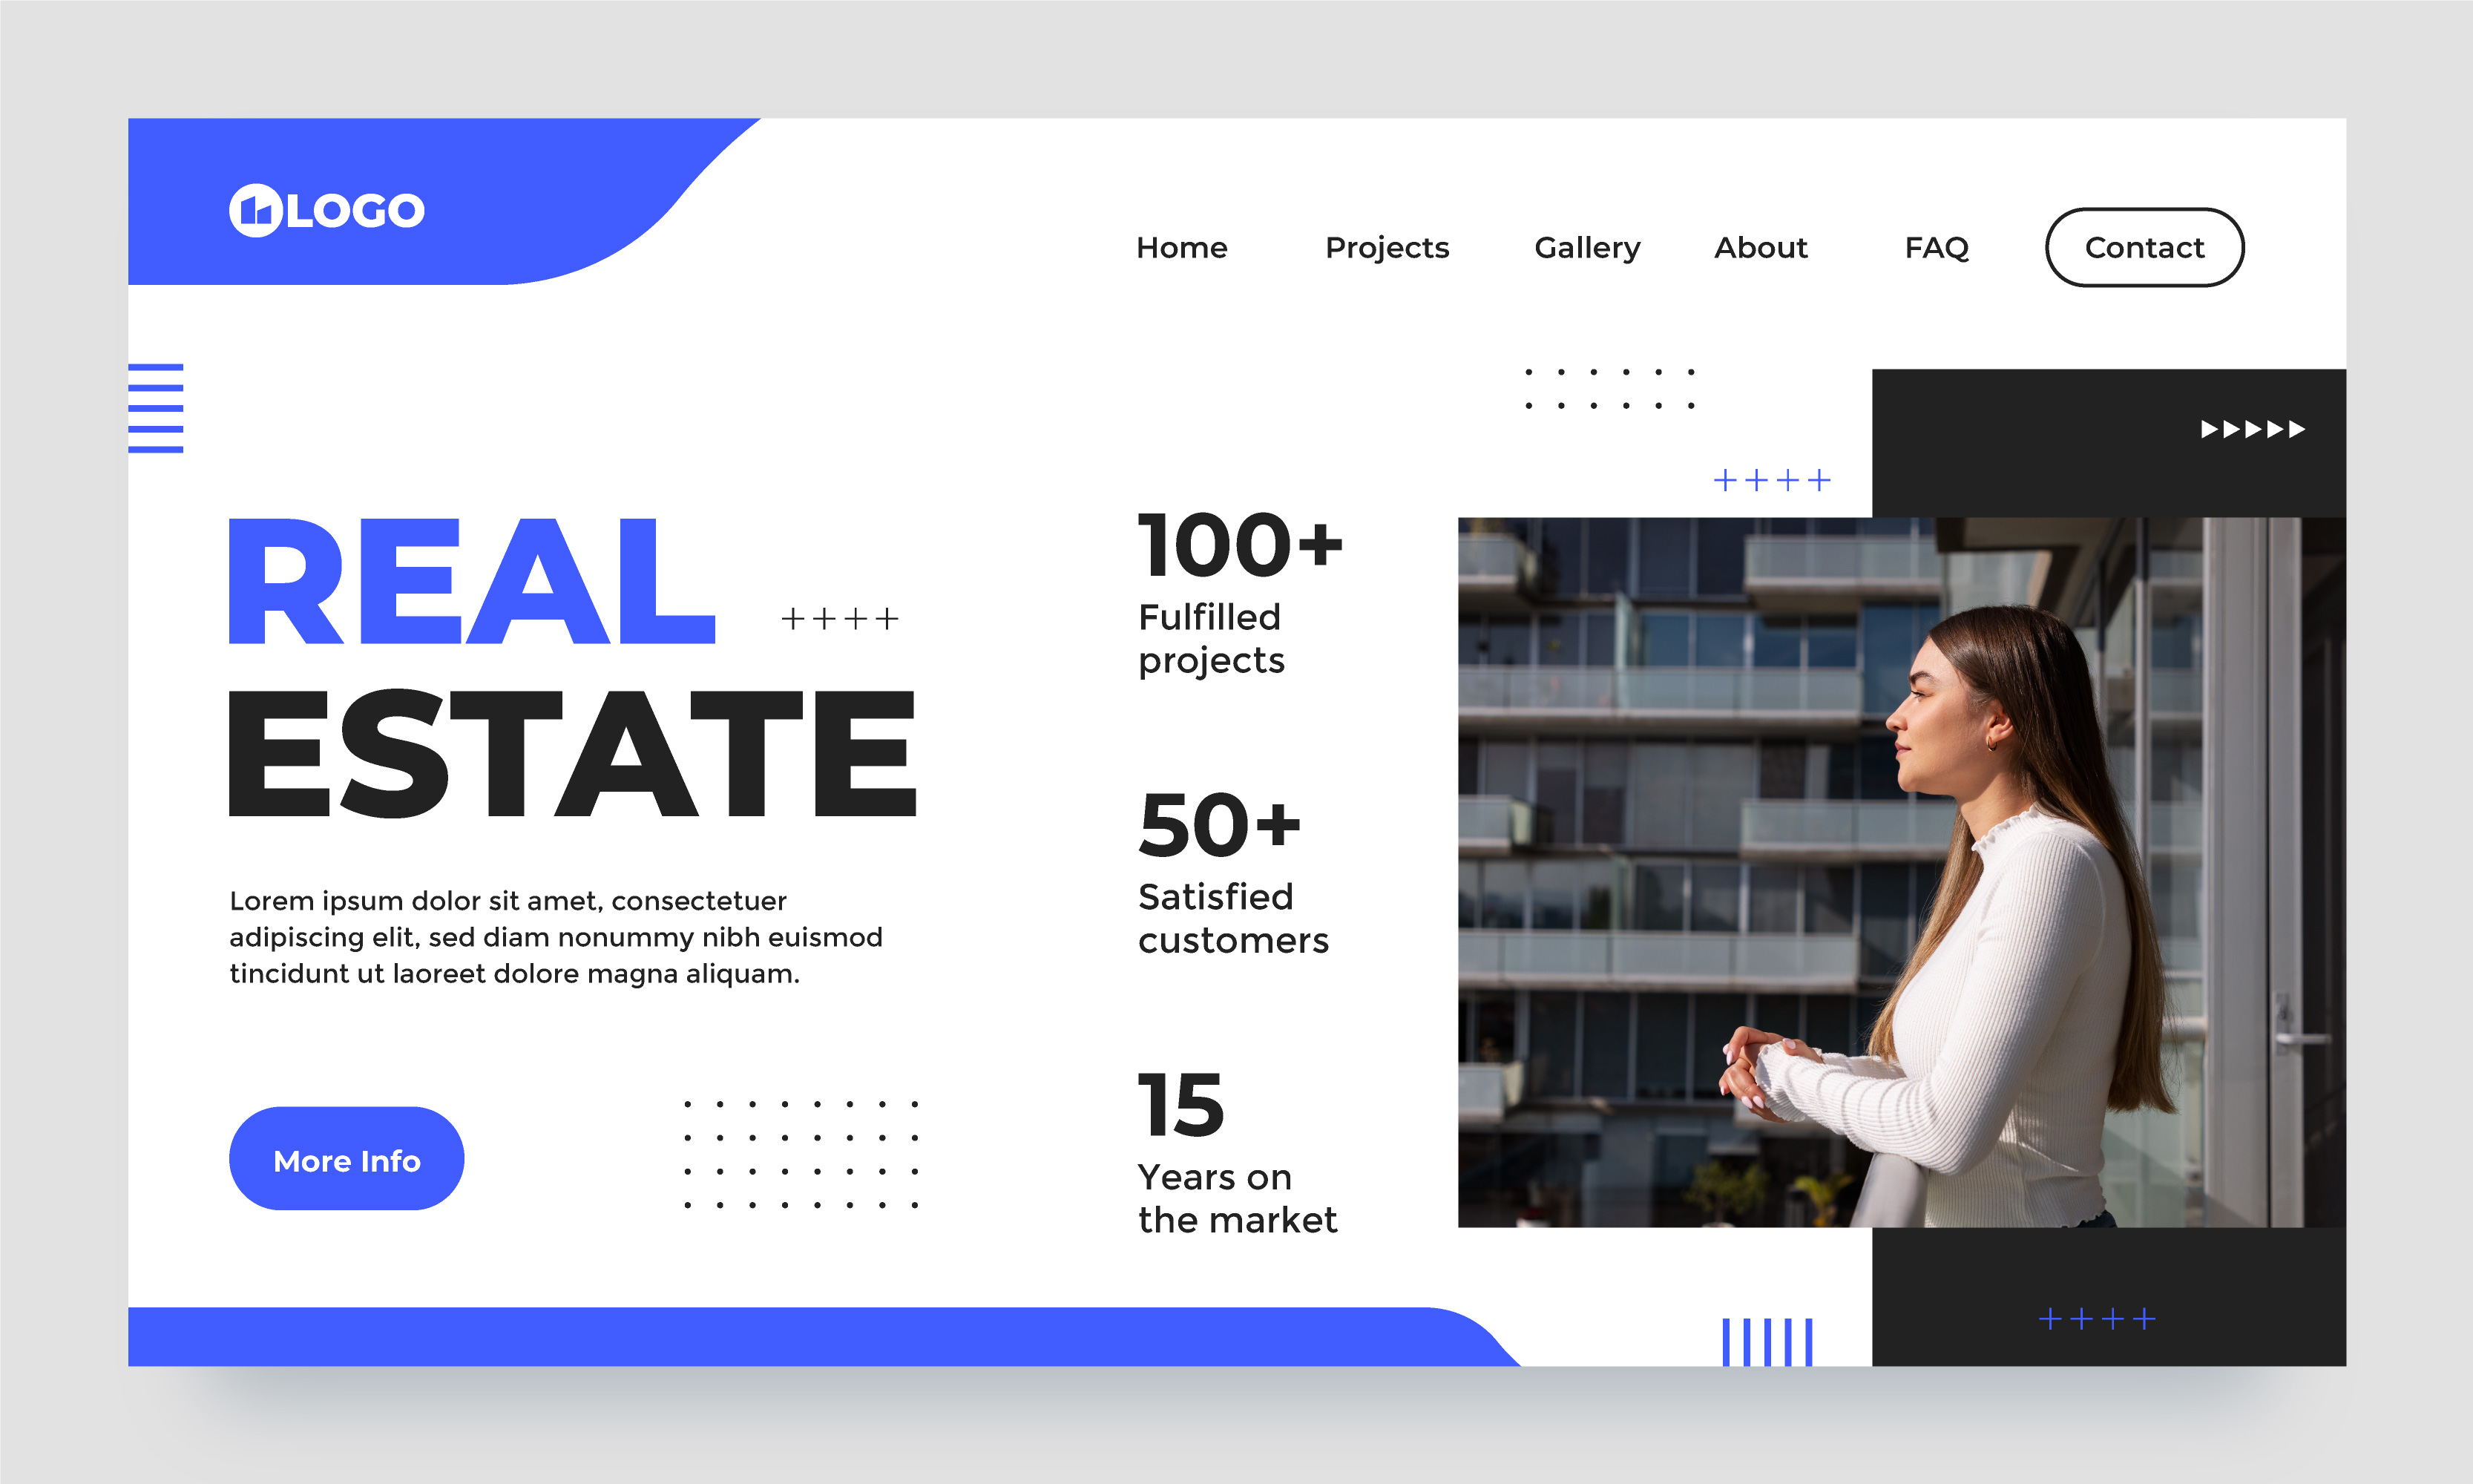 LOGO
Home
Projects
Gallery
About
FAQ
Contact
REAL
ESTATE
Lorem ipsum dolor sit amet, consectetuer
adipiscing elit, sed diam nonummy nibh euismod
tincidunt ut laoreet dolore magna aliquam.
More Info
100+
Fulfilled
projects
50+
Satisfied
customers
15
Years on
the market